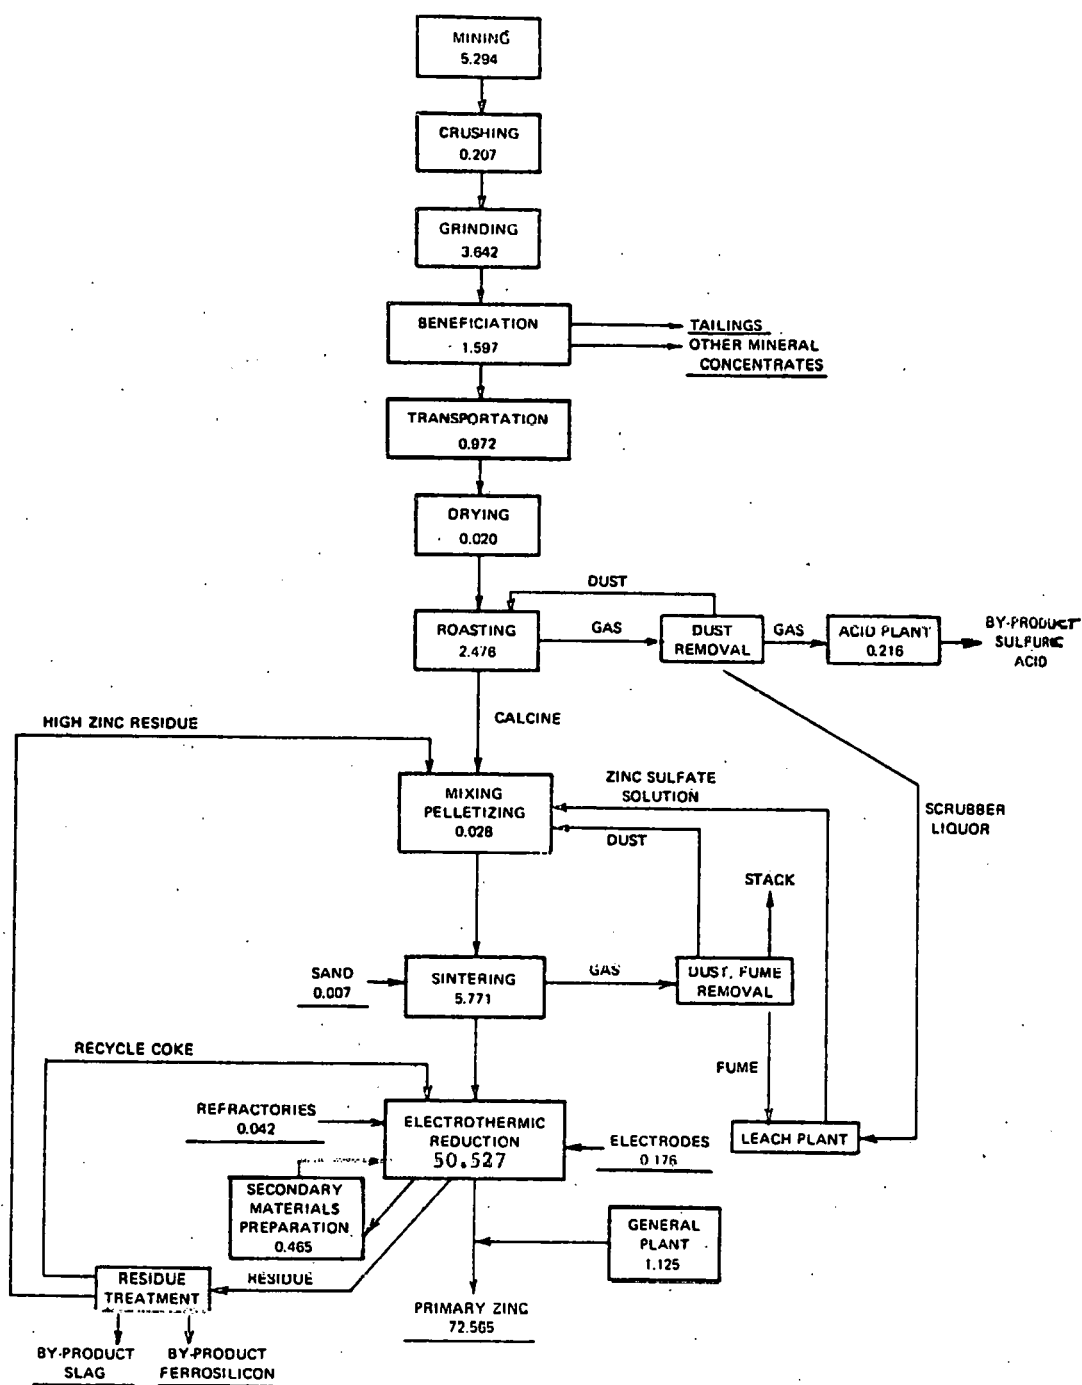 MINING
5.294
CRUSHING
0.207
GRINDING
3.642
BENEFICIATION
1.597
TAILINGS
OTHER MINERAL
CONCENTRATES
TRANSPORTATION
0.972
DRYING
0.020
DUST
ROASTING
2.476
GAS
DUST
REMOVAL
GAS
ACID PLANT
0.216
BY-PRODUCT
SULFURIC
ACID
HIGH ZINC RESIDUE
CALCINE
MIXING
PELLETIZING
0.028
ZINC SULFATE
SOLUTION
DUST
SCRUBBER
LIQUOR
STACK
SAND
0.007
SINTERING
5.771
GAS
DUST, FUME
REMOVAL
RECYCLE COKE
FUME
REFRACTORIES
0.042
ELECTROTHERMIC
REDUCTION
50.527
ELECTRODES
0.176
LEACH PLANT
SECONDARY
MATERIALS
PREPARATION
0.465
GENERAL
PLANT
1.125
RESIDUE
TREATMENT
RESIDUE
PRIMARY ZINC
72.565
BY-PRODUCT
SLAG
BY-PRODUCT
FERROSILICON